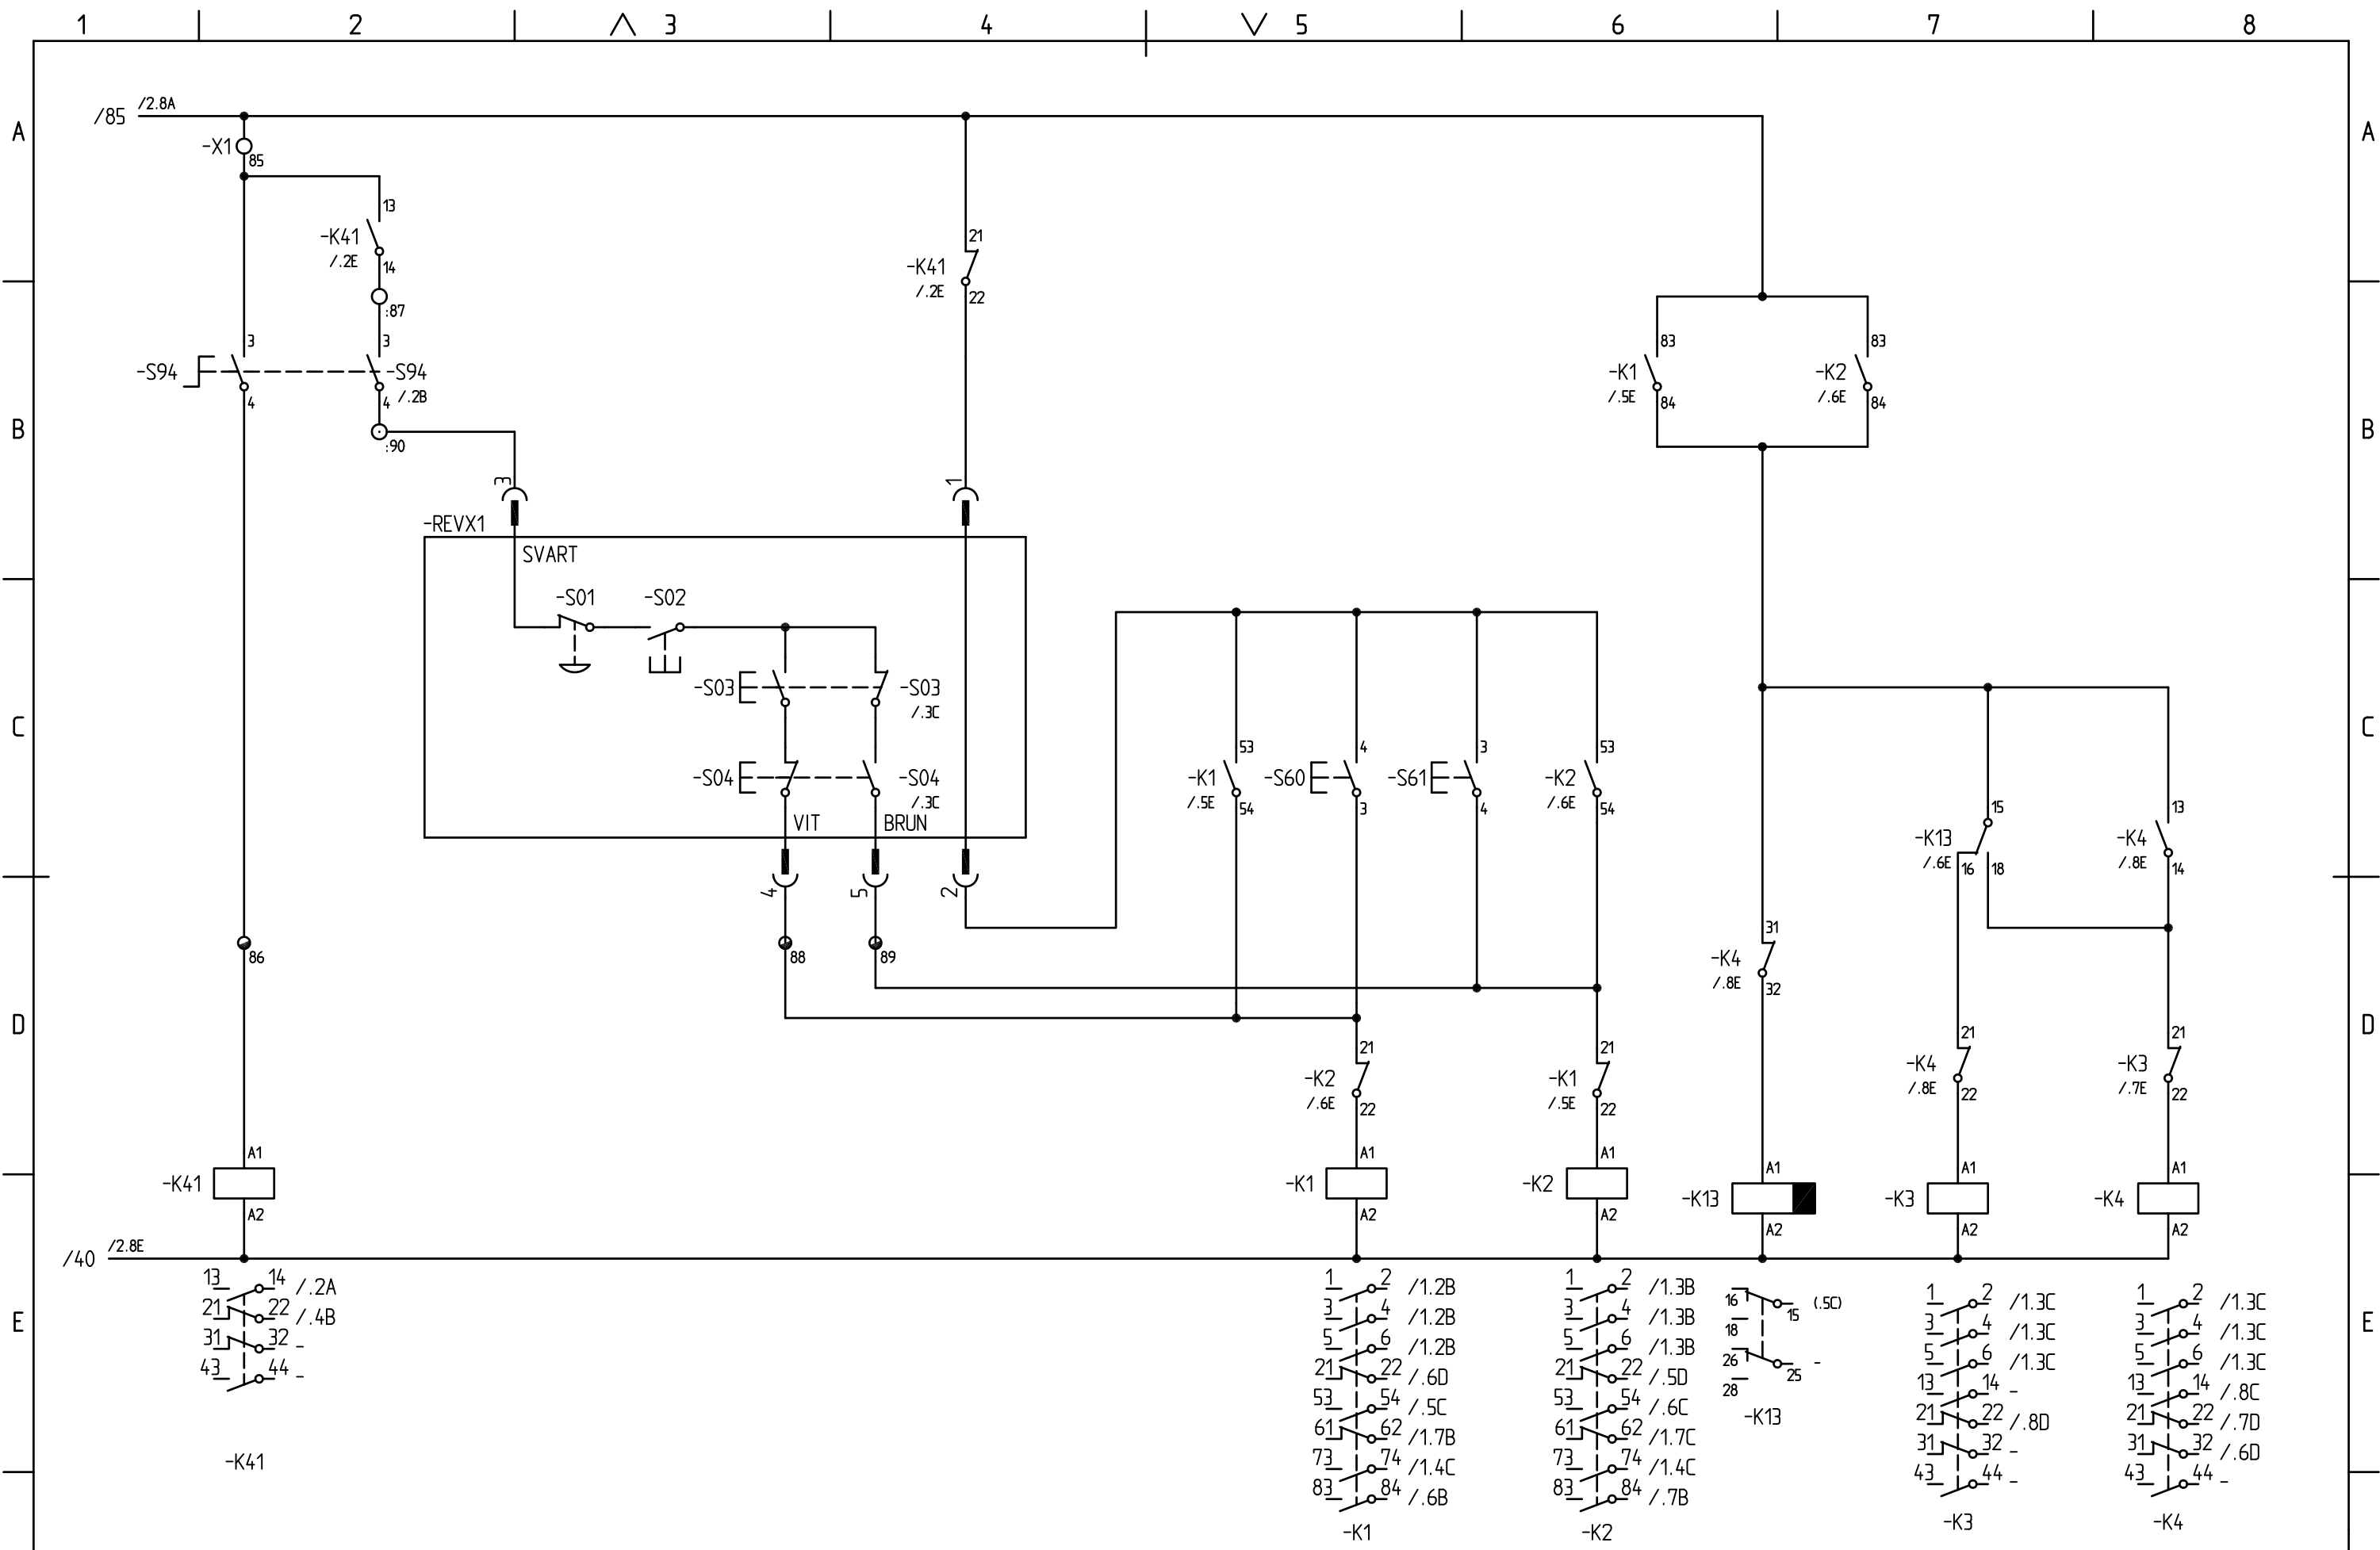 1 2 3 4 5 6 7 8
/2.8A
/85
A A
-X1
85
13
-K41
/.2E
14
21
-K41
/.2E
22
:87
3 3
-S94 -S94
4 4 /.2B
:90
83 83
-K1 -K2
/.5E /.6E
84 84
B B
3 1
-REVX1
SVART
-S01 -S02
-S03 -S03
/.3C
-S04 -S04
/.3C
VIT BRUN
4 5 2
53 4 3 53
-K1 -S60 -S61 -K2
/.5E /.6E
54 3 4 54
C C
15 13
-K13 -K4
/.6E /.8E
16 18 14
86 88 89
31
-K4
/.8E
32
D D
21 21 21 21
-K2 -K1 -K4 -K3
/.6E /.5E /.8E /.7E
22 22 22 22
A1 A1 A1 A1 A1 A1
-K41 -K1 -K2 -K13 -K3 -K4
A2 A2 A2 A2 A2 A2
/2.8E
/40
E E
13 14 /.2A
21 22 /.4B
31 32 -
43 44 -
-K41
1 2 /1.2B
3 4 /1.2B
5 6 /1.2B
21 22 /.6D
53 54 /.5C
61 62 /1.7B
73 74 /1.4C
83 84 /.6B
-K1
1 2 /1.3B
3 4 /1.3B
5 6 /1.3B
21 22 /.5D
53 54 /.6C
61 62 /1.7C
73 74 /1.4C
83 84 /.7B
-K2
16 15 (.5C)
18
26 25 -
28
-K13
1 2 /1.3C
3 4 /1.3C
5 6 /1.3C
13 14 -
21 22 /.8D
31 32 -
43 44 -
-K3
1 2 /1.3C
3 4 /1.3C
5 6 /1.3C
13 14 /.8C
21 22 /.7D
31 32 /.6D
43 44 -
-K4